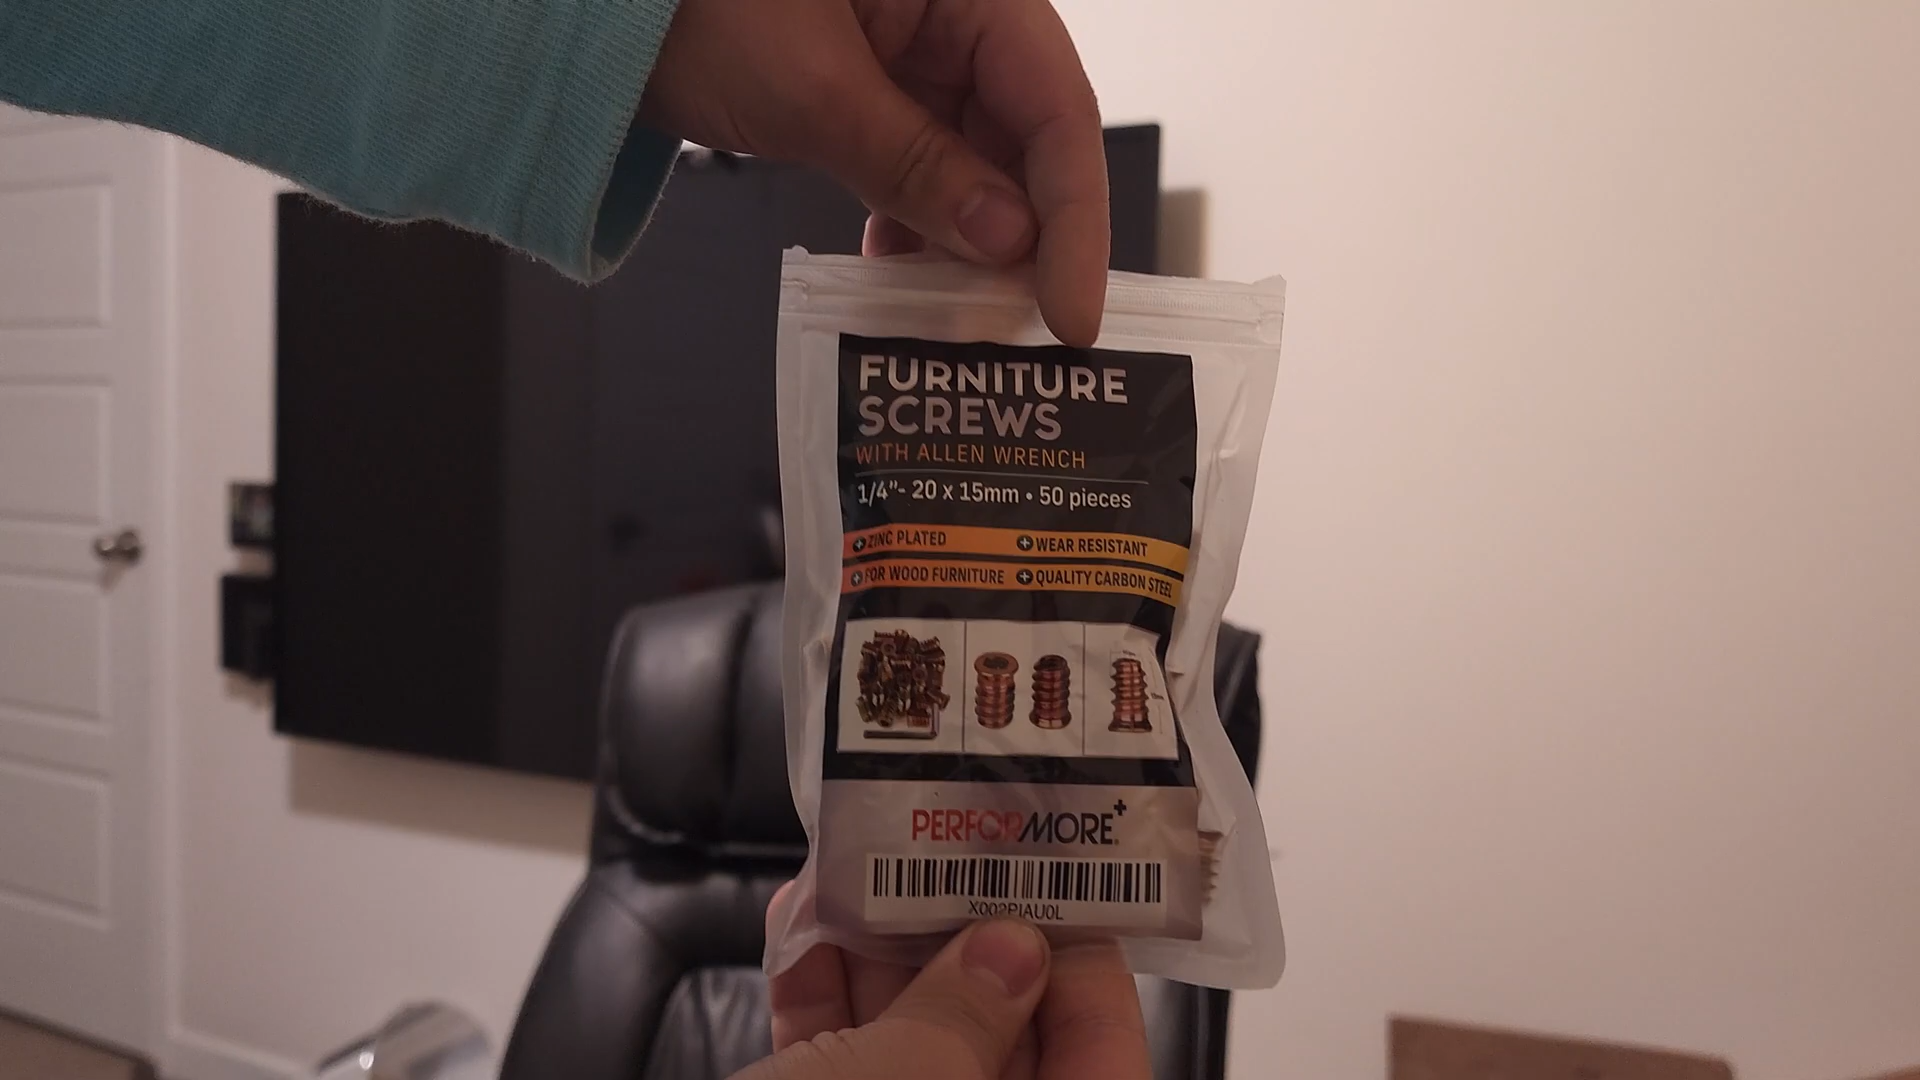 FURNITURE
SCREWS
WITH ALLEN WRENCH
1/4”- 20 x 15mm • 50 pieces
ZINC PLATED
WEAR RESISTANT
FOR WOOD FURNITURE
QUALITY CARBON STEEL
PERFORMORE+
X002PIAU0L